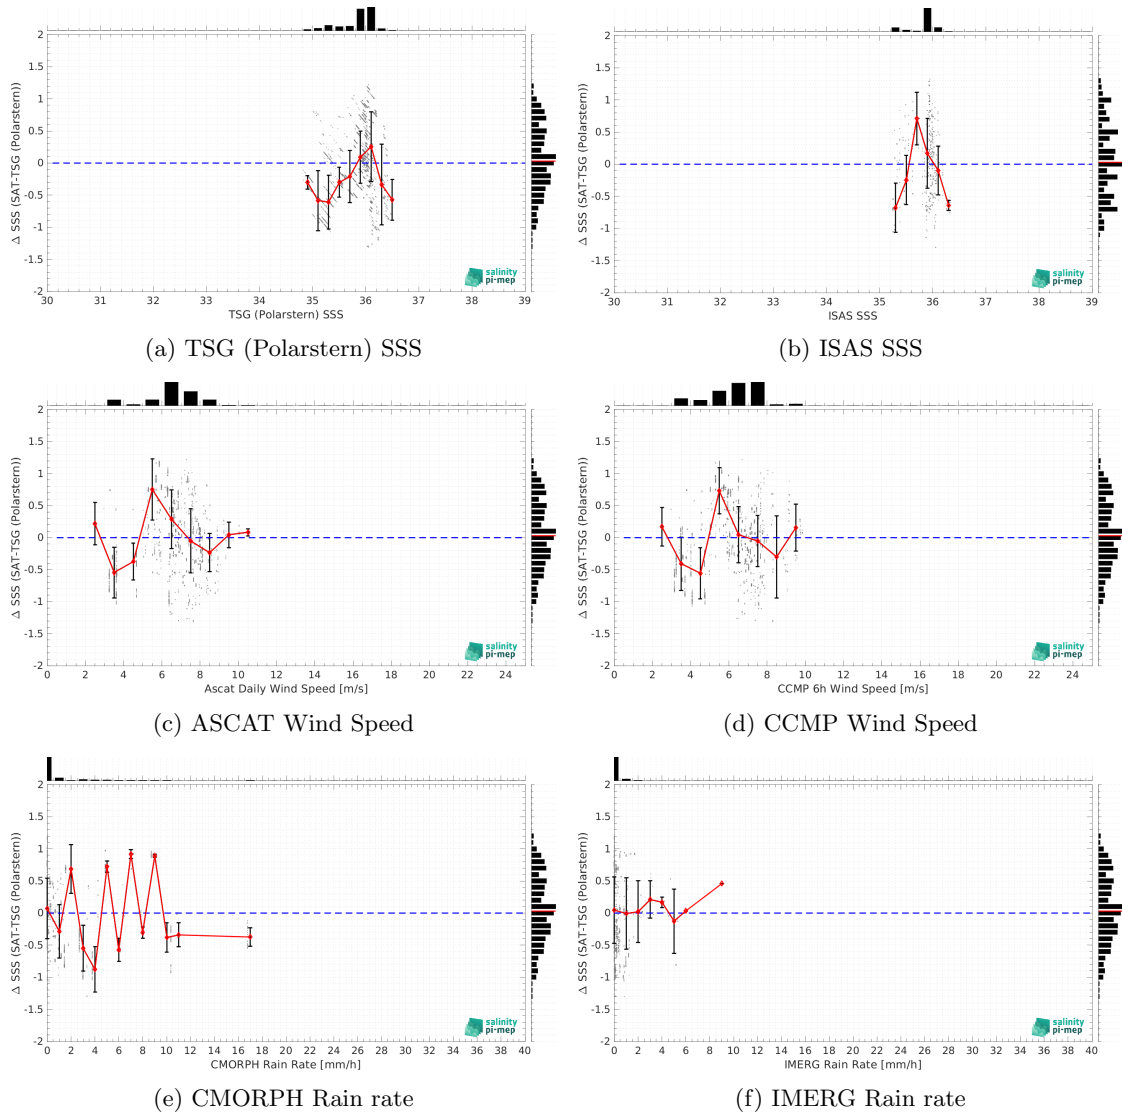 2
1.5
1
0.5
0
-0.5
-1
-1.5
-2
Δ SSS (SAT-TSG (Polarstern))
30 31 32 33 34 35 36 37 38 39
TSG (Polarstern) SSS
salinity
pi-mep
(a) TSG (Polarstern) SSS
2
1.5
1
0.5
0
-0.5
-1
-1.5
-2
Δ SSS (SAT-TSG (Polarstern))
30 31 32 33 34 35 36 37 38 39
ISAS SSS
salinity
pi-mep
(b) ISAS SSS
2
1.5
1
0.5
0
-0.5
-1
-1.5
-2
Δ SSS (SAT-TSG (Polarstern))
0 2 4 6 8 10 12 14 16 18 20 22 24
Ascat Daily Wind Speed [m/s]
salinity
pi-mep
(c) ASCAT Wind Speed
2
1.5
1
0.5
0
-0.5
-1
-1.5
-2
Δ SSS (SAT-TSG (Polarstern))
0 2 4 6 8 10 12 14 16 18 20 22 24
CCMP 6h Wind Speed [m/s]
salinity
pi-mep
(d) CCMP Wind Speed
2
1.5
1
0.5
0
-0.5
-1
-1.5
-2
Δ SSS (SAT-TSG (Polarstern))
0 2 4 6 8 10 12 14 16 18 20 22 24 26 28 30 32 34 36 38 40
CMORPH Rain Rate [mm/h]
salinity
pi-mep
(e) CMORPH Rain rate
2
1.5
1
0.5
0
-0.5
-1
-1.5
-2
Δ SSS (SAT-TSG (Polarstern))
0 2 4 6 8 10 12 14 16 18 20 22 24 26 28 30 32 34 36 38 40
IMERG Rain Rate [mm/h]
salinity
pi-mep
(f) IMERG Rain rate